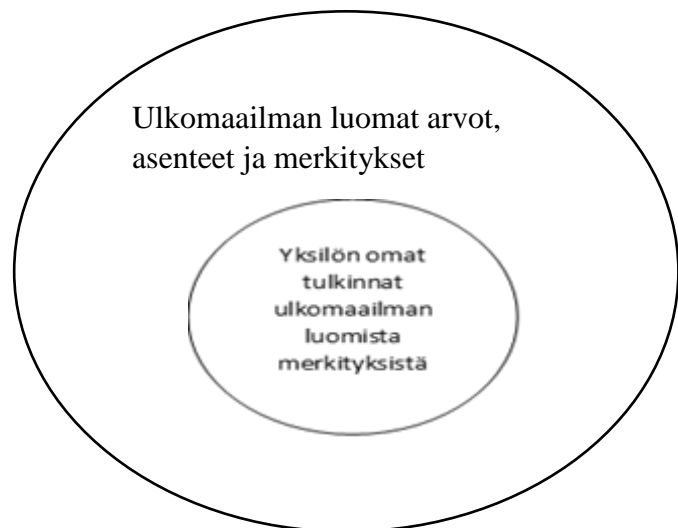 Ulkomaailman luomat arvot,
asenteet ja merkitykset
Yksilön omat
tulkinnat
ulkomaailman
luomista
merkityksistä